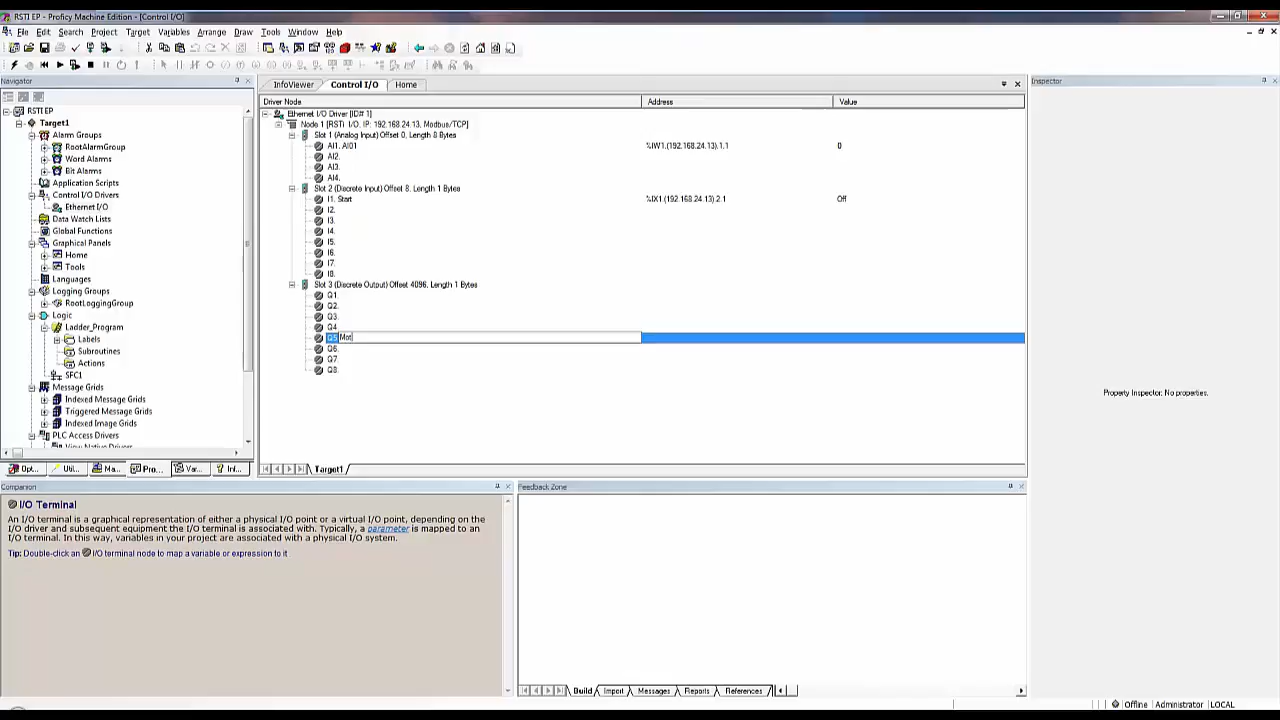 RSTI EP - Proficy Machine Edition - [Control I/O]
File Edit Search Project Target Variables Arrange Draw Tools Window Help
Navigator
RSTI EP
Target1
Alarm Groups
RootAlarmGroup
Word Alarms
Bit Alarms
Application Scripts
Control I/O Drivers
Ethernet I/O
Data Watch Lists
Global Functions
Graphical Panels
Home
Tools
Languages
Logging Groups
RootLoggingGroup
Logic
Ladder_Program
Labels
Subroutines
Actions
SFC1
Message Grids
Indexed Message Grids
Triggered Message Grids
Indexed Image Grids
PLC Access Drivers
View Native Drivers
Opt... Util... Ma... Pro... Var... Inf...
InfoViewer Control I/O Home
Driver Node Address Value
Ethernet I/O Driver [ID# 1]
Node 1 [RSTi I/O, IP: 192.168.24.13, Modbus/TCP]
Slot 1 (Analog Input) Offset 0, Length 8 Bytes
AI1. AI01 %IW1.(192.168.24.13).1.1 0
AI2.
AI3.
AI4.
Slot 2 (Discrete Input) Offset 8, Length 1 Bytes
I1. Start %IX1.(192.168.24.13).2.1 Off
I2.
I3.
I4.
I5.
I6.
I7.
I8.
Slot 3 (Discrete Output) Offset 4096, Length 1 Bytes
Q1.
Q2.
Q3.
Q4.
Q5. Mot
Q6.
Q7.
Q8.
Target1
Inspector
Property Inspector: No properties.
Companion
I/O Terminal
An I/O terminal is a graphical representation of either a physical I/O point or a virtual I/O point, depending on the
I/O driver and subsequent equipment the I/O terminal is associated with. Typically, a parameter is mapped to an
I/O terminal. In this way, variables in your project are associated with a physical I/O system.
Tip: Double-click an I/O terminal node to map a variable or expression to it
Feedback Zone
Build Import Messages Reports References
Offline Administrator LOCAL